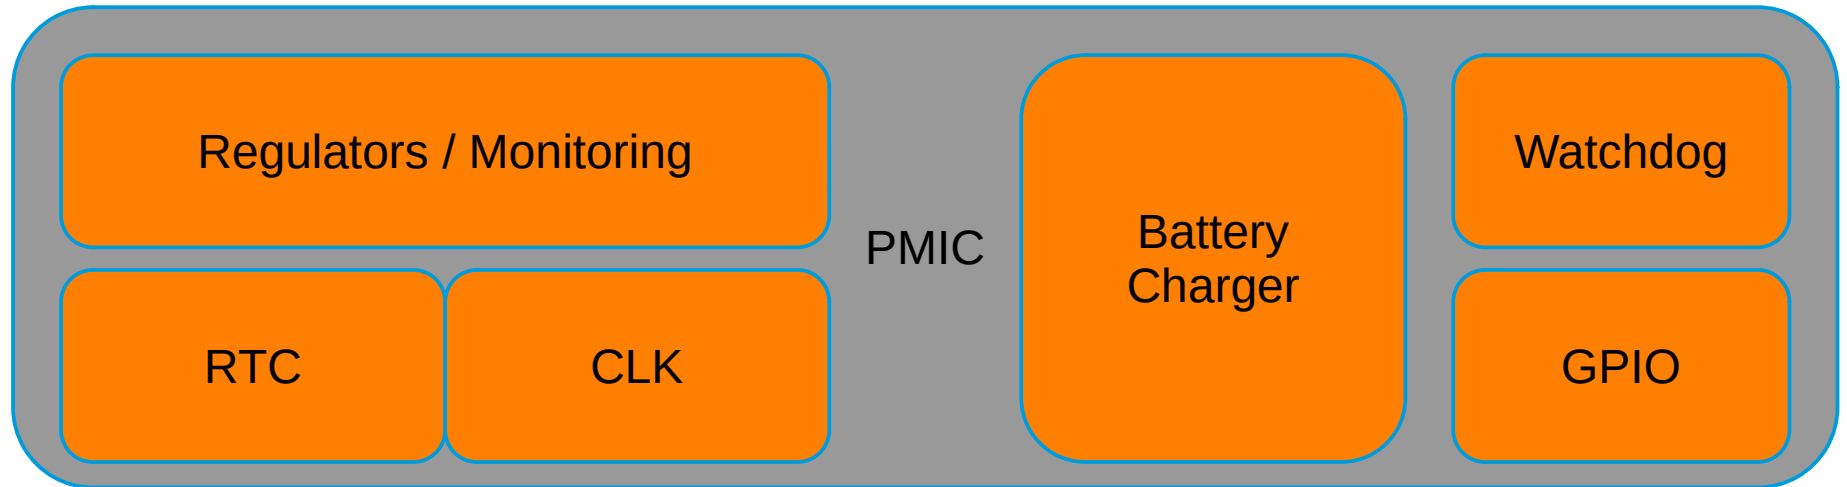 Regulators / Monitoring
RTC
CLK
PMIC
Battery
Charger
Watchdog
GPIO